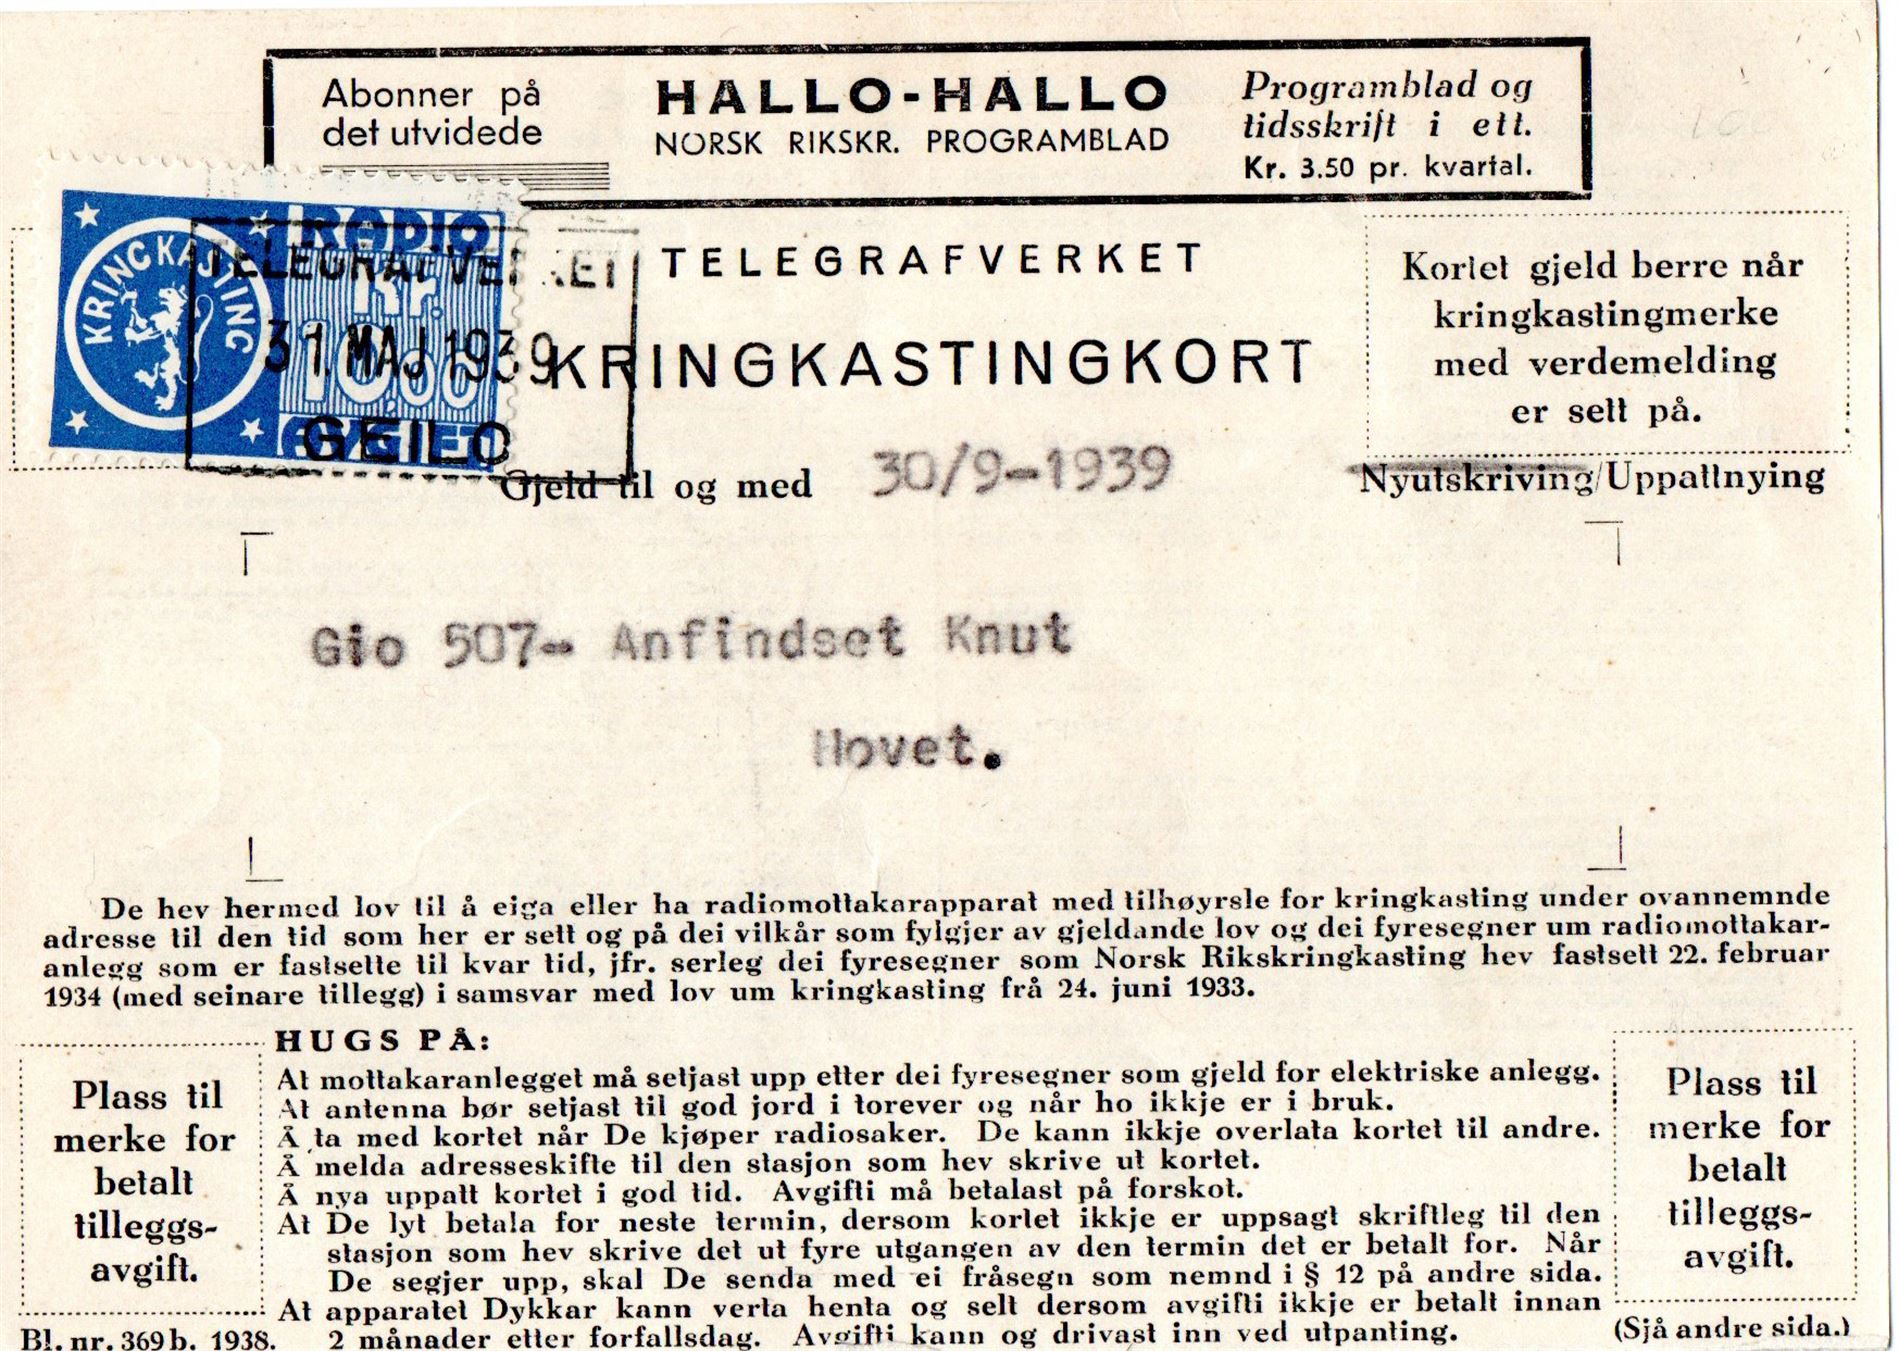 Abonner på
det utvidede
HALLO-HALLO
NORSK RIKSKR. PROGRAMBLAD
Programblad og
tidsskrift i ett.
Kr. 3.50 pr. kvartal.
KRINGKASTING
RADIO
Kr.
10,00
AVGIFT
TELEGRAFVERKET
31. MAJ 1939
GEILO
TELEGRAFVERKET
KRINGKASTINGKORT
Kortet gjeld berre når
kringkastingmerke
med verdemelding
er sett på.
Gjeld til og med 30/9-1939
Nyutskriving/Uppattnying
Gio 507- Anfindset Knut
Hovet.
De hev hermed lov til å eiga eller ha radiomottakarapparat med tilhøyrsle for kringkasting under ovannemnde
adresse til den tid som her er sett og på dei vilkår som fylgjer av gjeldande lov og dei fyresegner um radiomottakar-
anlegg som er fastsette til kvar tid, jfr. serleg dei fyresegner som Norsk Rikskringkasting hev fastsett 22. februar
1934 (med seinare tillegg) i samsvar med lov um kringkasting frå 24. juni 1933.
HUGS PÅ:
At mottakaranlegget må setjast upp etter dei fyresegner som gjeld for elektriske anlegg.
At antenna bør setjast til god jord i torever og når ho ikkje er i bruk.
Å ta med kortet når De kjøper radiosaker. De kann ikkje overlata kortet til andre.
Å melda adresseskifte til den stasjon som hev skrive ut kortet.
Å nya uppatt kortet i god tid. Avgifti må betalast på forskot.
At De lyt betala for neste termin, dersom kortet ikkje er uppsagt skriftleg til den
stasjon som hev skrive det ut fyre utgangen av den termin det er betalt for. Når
De segjer upp, skal De senda med ei fråsegn som nemnd i § 12 på andre sida.
At apparatet Dykkar kann verta henta og selt dersom avgifti ikkje er betalt innan
2 månader etter forfallsdag. Avgifti kann og drivast inn ved utpanting.
Plass til
merke for
betalt
tilleggs-
avgift.
Plass til
merke for
betalt
tilleggs-
avgift.
Bl. nr. 369 b. 1938.
(Sjå andre sida.)